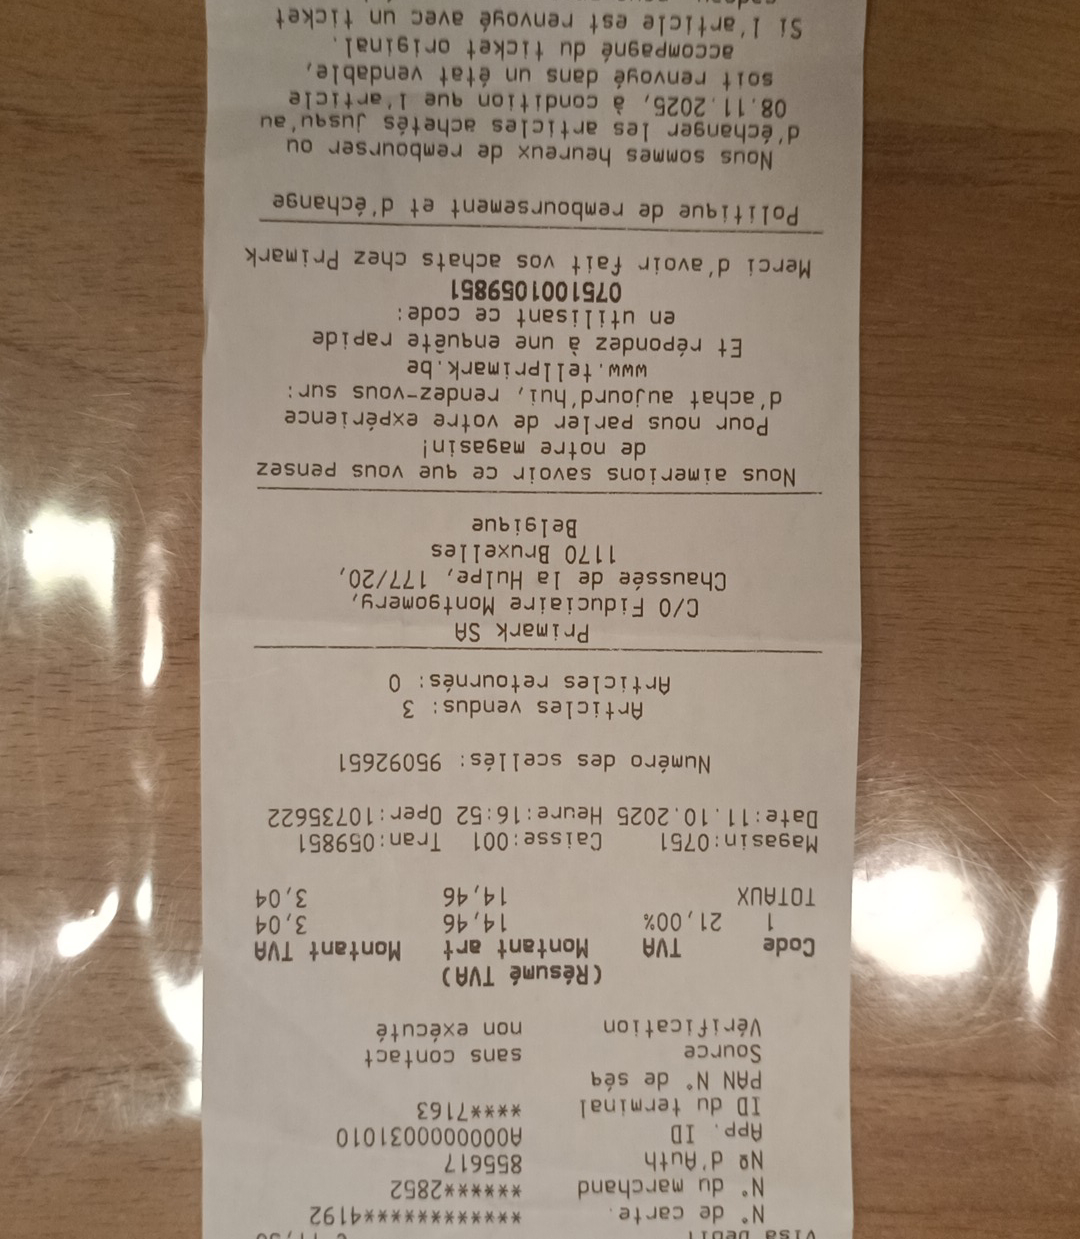 Visa Debit
N° de carte. ************4192
N° du marchand ******2852
Nº d'Auth 855617
App. ID A0000000031010
ID du terminal ****7163
PAN N° de séq
Source sans contact
Vérification non exécuté
(Résumé TVA)
Code TVA Montant art Montant TVA
1 21,00% 14,46 3,04
TOTAUX 14,46 3,04
Magasin:0751 Caisse:001 Tran:059851
Date:11.10.2025 Heure:16:52 Oper:10735622
Numéro des scellés: 95092651
Articles vendus: 3
Articles retournés: 0
Primark SA
C/O Fiduciaire Montgomery,
Chaussée de la Hulpe, 177/20,
1170 Bruxelles
Belgique
Nous aimerions savoir ce que vous pensez
de notre magasin!
Pour nous parler de votre expérience
d'achat aujourd'hui, rendez-vous sur:
www.tellprimark.be
Et répondez à une enquête rapide
en utilisant ce code:
0751001059851
Merci d'avoir fait vos achats chez Primark
Politique de remboursement et d'échange
Nous sommes heureux de rembourser ou
d'échanger les articles achetés jusqu'au
08.11.2025, à condition que l'article
soit renvoyé dans un état vendable,
accompagné du ticket original.
Si l'article est renvoyé avec un ticket